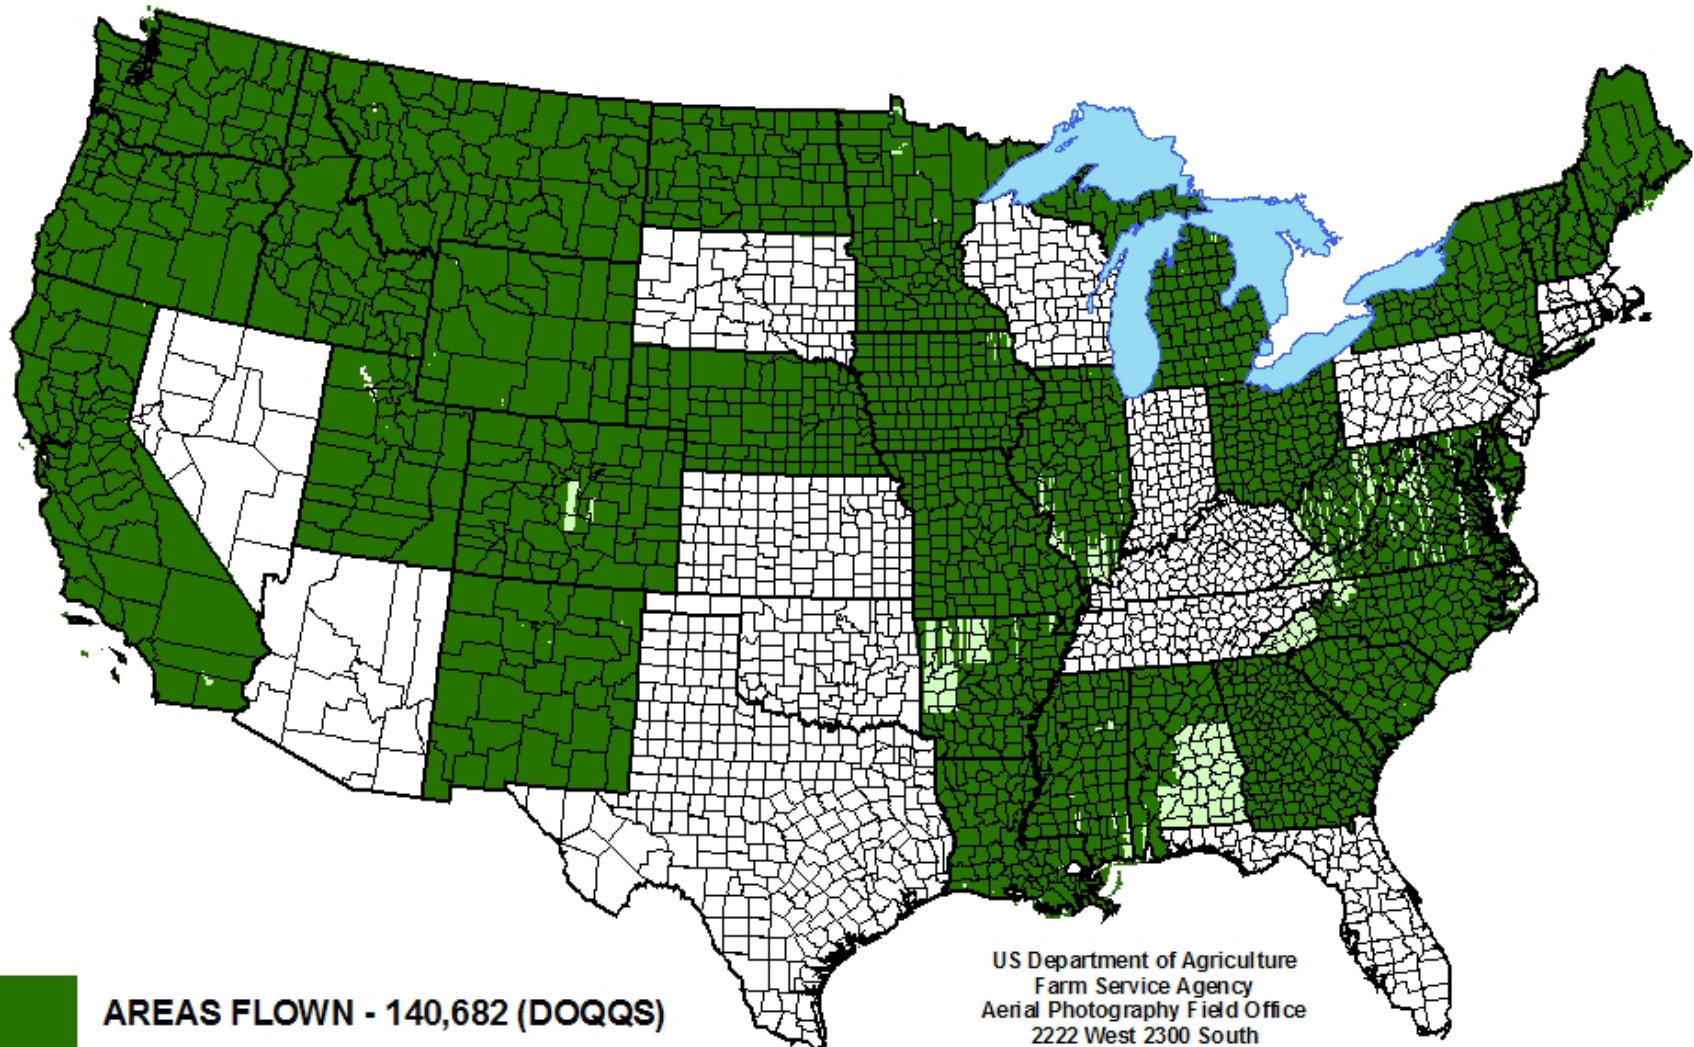 AREAS FLOWN - 140,682 (DOQQS)
US Department of Agriculture
Farm Service Agency
Aerial Photography Field Office
2222 West 2300 South